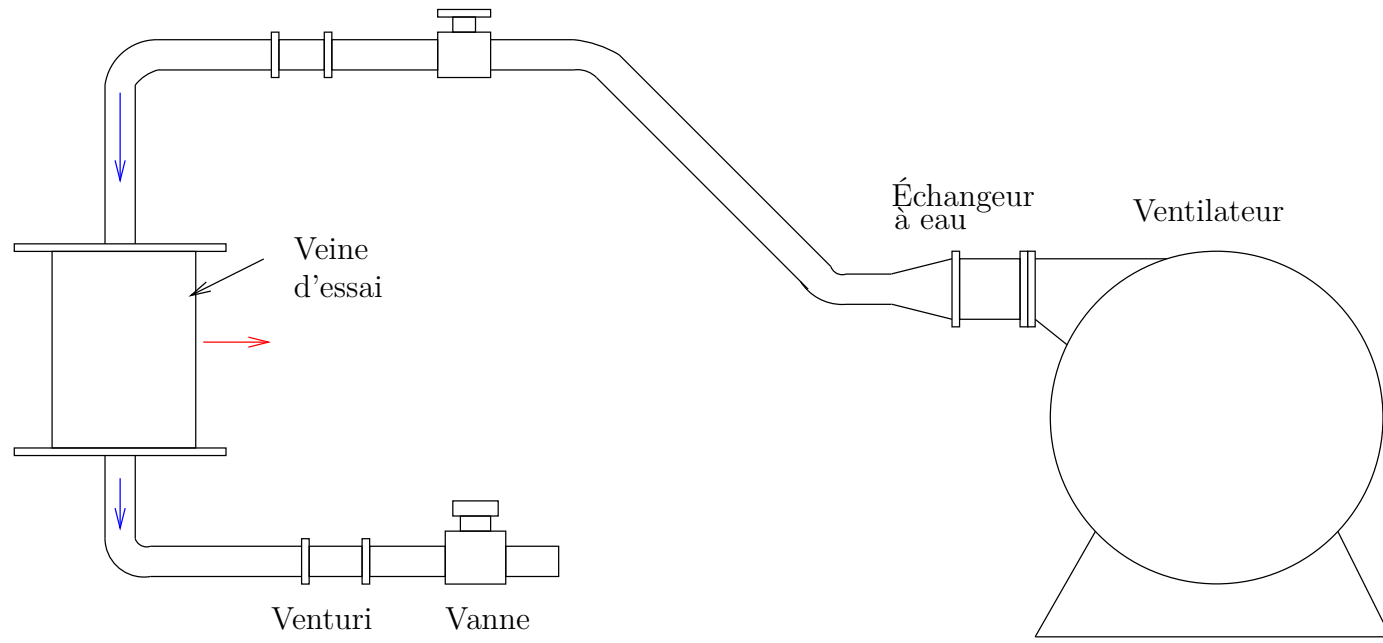 Échangeur
à eau
Ventilateur
Veine
d'essai
Venturi
Vanne